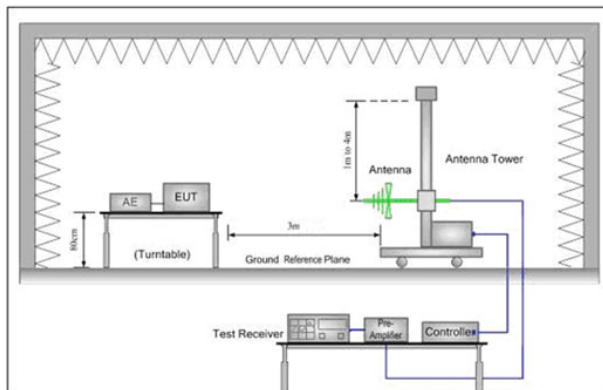 1m to 4m
Antenna
Antenna Tower
AE
EUT
80cm
(Turntable)
3m
Ground Reference Plane
Test Receiver
Pre-
Amplifier
Controller